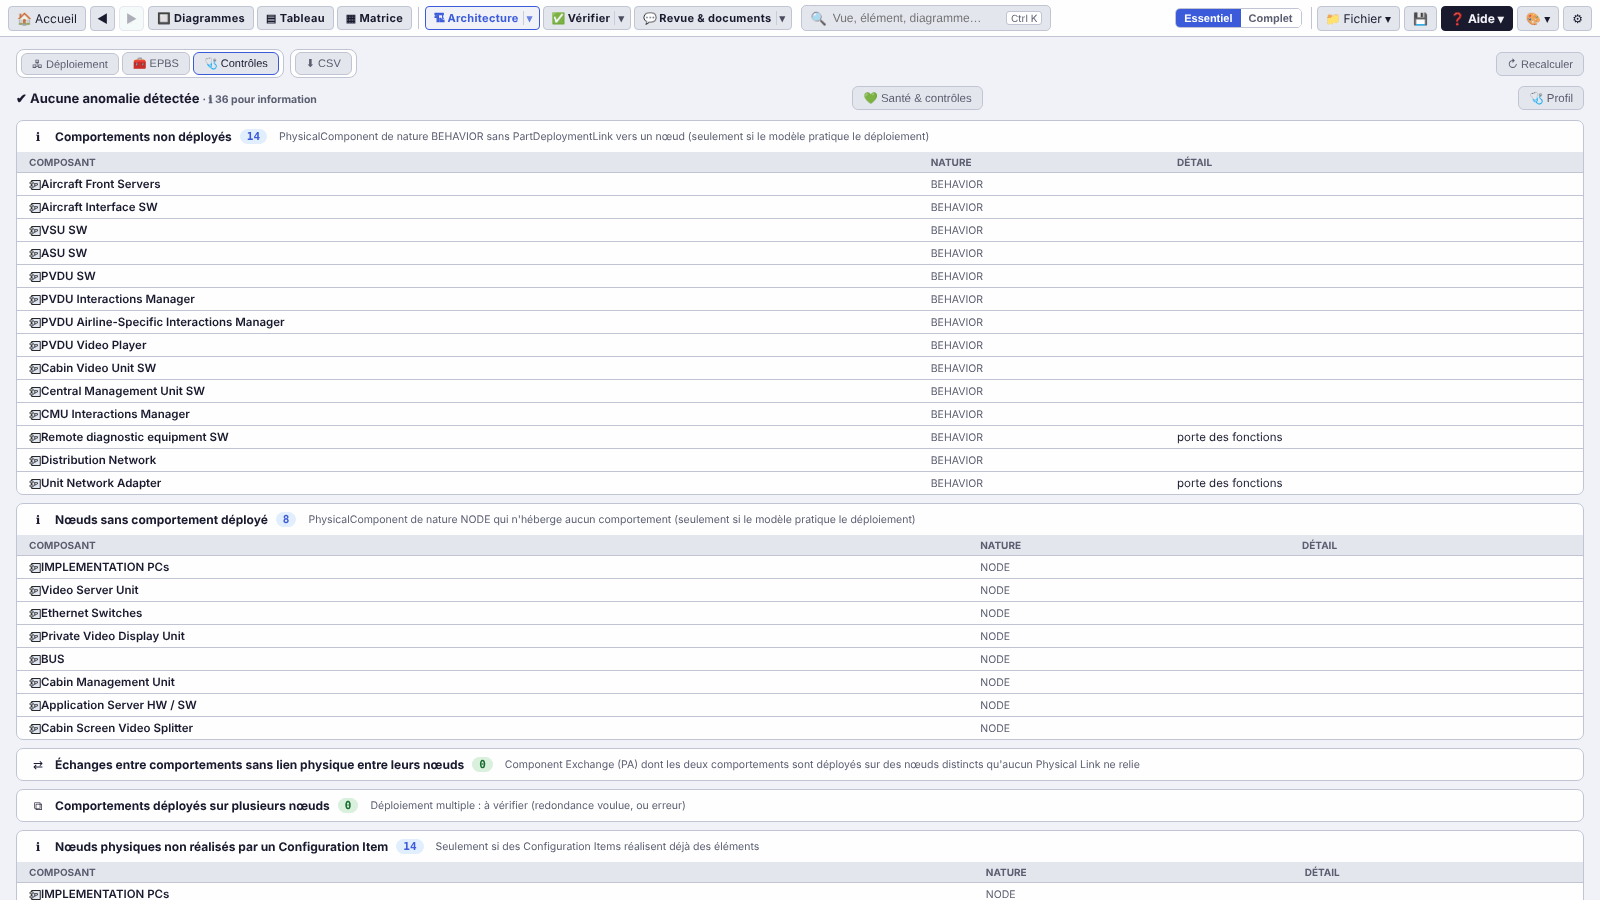 Accueil
Diagrammes
Tableau
Matrice
Architecture
Vérifier
Revue & documents
Vue, élément, diagramme…
Ctrl K
Essentiel
Complet
Fichier
Aide
Déploiement
EPBS
Contrôles
CSV
Recalculer
✔ Aucune anomalie détectée · ℹ 36 pour information
Santé & contrôles
Profil
Comportements non déployés 14 PhysicalComponent de nature BEHAVIOR sans PartDeploymentLink vers un nœud (seulement si le modèle pratique le déploiement)
COMPOSANT NATURE DÉTAIL
Aircraft Front Servers BEHAVIOR
Aircraft Interface SW BEHAVIOR
VSU SW BEHAVIOR
ASU SW BEHAVIOR
PVDU SW BEHAVIOR
PVDU Interactions Manager BEHAVIOR
PVDU Airline-Specific Interactions Manager BEHAVIOR
PVDU Video Player BEHAVIOR
Cabin Video Unit SW BEHAVIOR
Central Management Unit SW BEHAVIOR
CMU Interactions Manager BEHAVIOR
Remote diagnostic equipment SW BEHAVIOR porte des fonctions
Distribution Network BEHAVIOR
Unit Network Adapter BEHAVIOR porte des fonctions
Nœuds sans comportement déployé 8 PhysicalComponent de nature NODE qui n'héberge aucun comportement (seulement si le modèle pratique le déploiement)
COMPOSANT NATURE DÉTAIL
IMPLEMENTATION PCs NODE
Video Server Unit NODE
Ethernet Switches NODE
Private Video Display Unit NODE
BUS NODE
Cabin Management Unit NODE
Application Server HW / SW NODE
Cabin Screen Video Splitter NODE
Échanges entre comportements sans lien physique entre leurs nœuds 0 Component Exchange (PA) dont les deux comportements sont déployés sur des nœuds distincts qu'aucun Physical Link ne relie
Comportements déployés sur plusieurs nœuds 0 Déploiement multiple : à vérifier (redondance voulue, ou erreur)
Nœuds physiques non réalisés par un Configuration Item 14 Seulement si des Configuration Items réalisent déjà des éléments
COMPOSANT NATURE DÉTAIL
IMPLEMENTATION PCs NODE